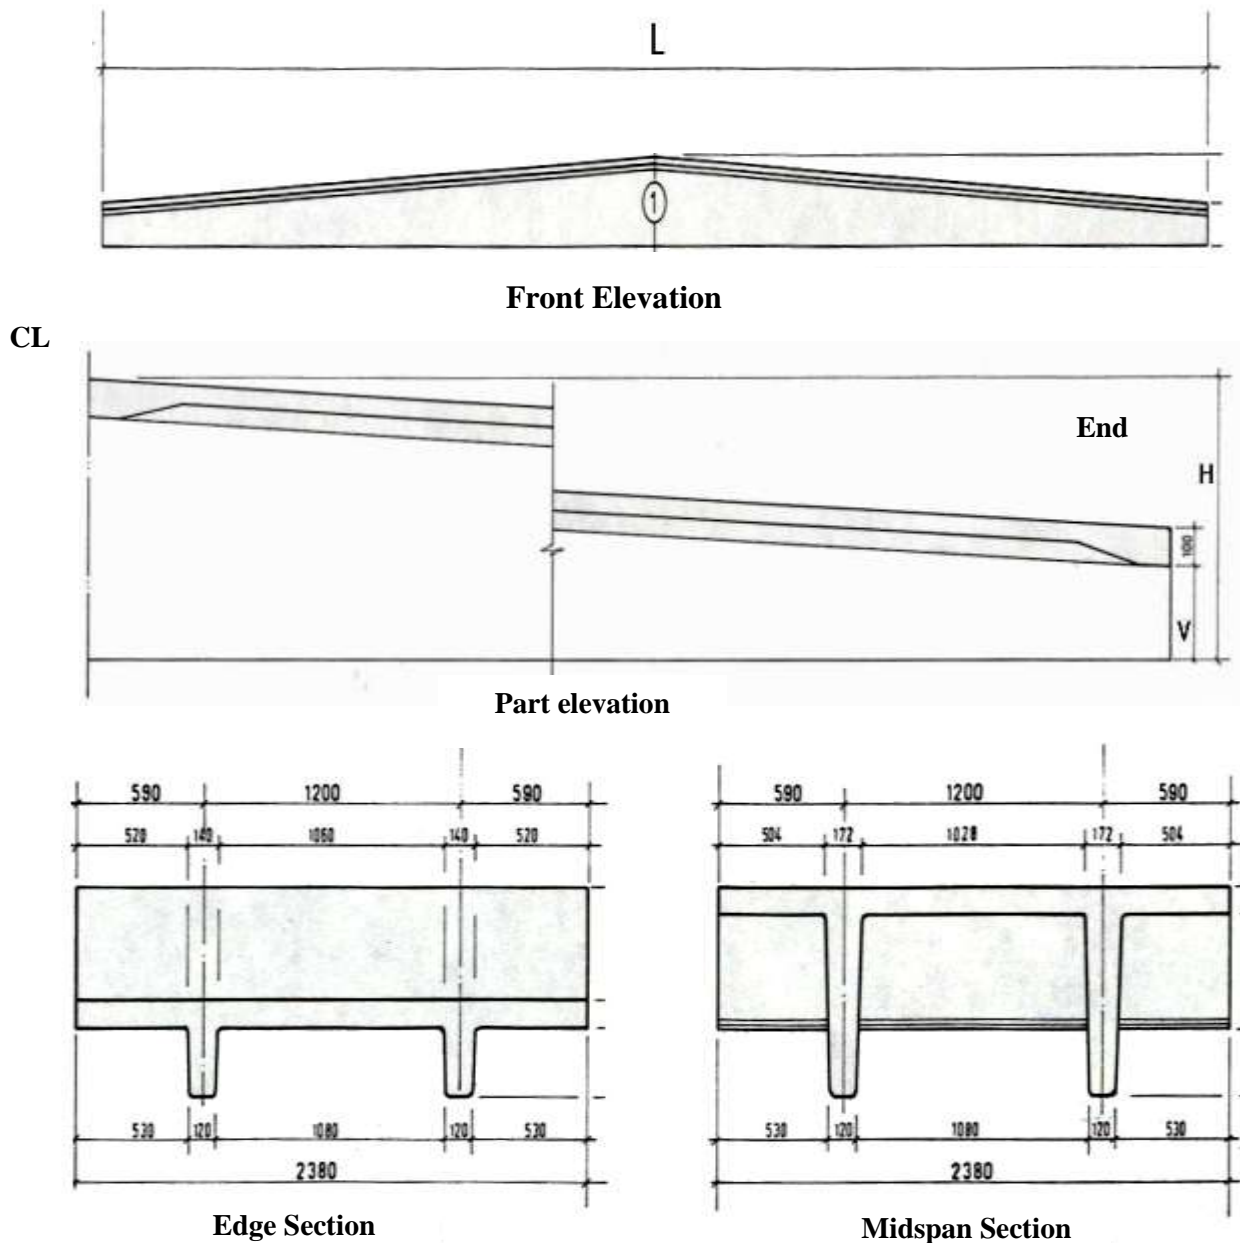 L
1
Front Elevation
CL
End
H
100
V
Part elevation
590 1200 590
520 140 1060 140 520
530 120 1080 120 530
2380
Edge Section
590 1200 590
504 172 1028 172 504
530 120 1080 120 530
2380
Midspan Section